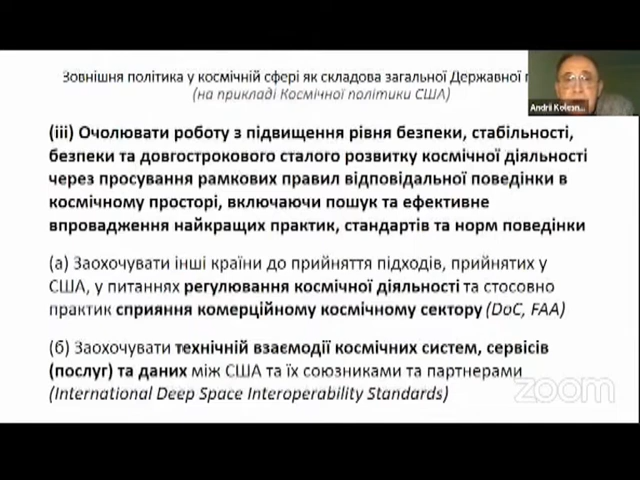 Зовнішня політика у космічній сфері як складова загальної Державної
(на прикладі Космічної політики США)
Andrii Kolesn...
(iii) Очолювати роботу з підвищення рівня безпеки, стабільності,
безпеки та довгострокового сталого розвитку космічної діяльності
через просування рамкових правил відповідальної поведінки в
космічному просторі, включаючи пошук та ефективне
впровадження найкращих практик, стандартів та норм поведінки
(а) Заохочувати інші країни до прийняття підходів, прийнятих у
США, у питаннях регулювання космічної діяльності та стосовно
практик сприяння комерційному космічному сектору (DoC, FAA)
(б) Заохочувати технічній взаємодії космічних систем, сервісів
(послуг) та даних між США та їх союзниками та партнерами
(International Deep Space Interoperability Standards)
zoom